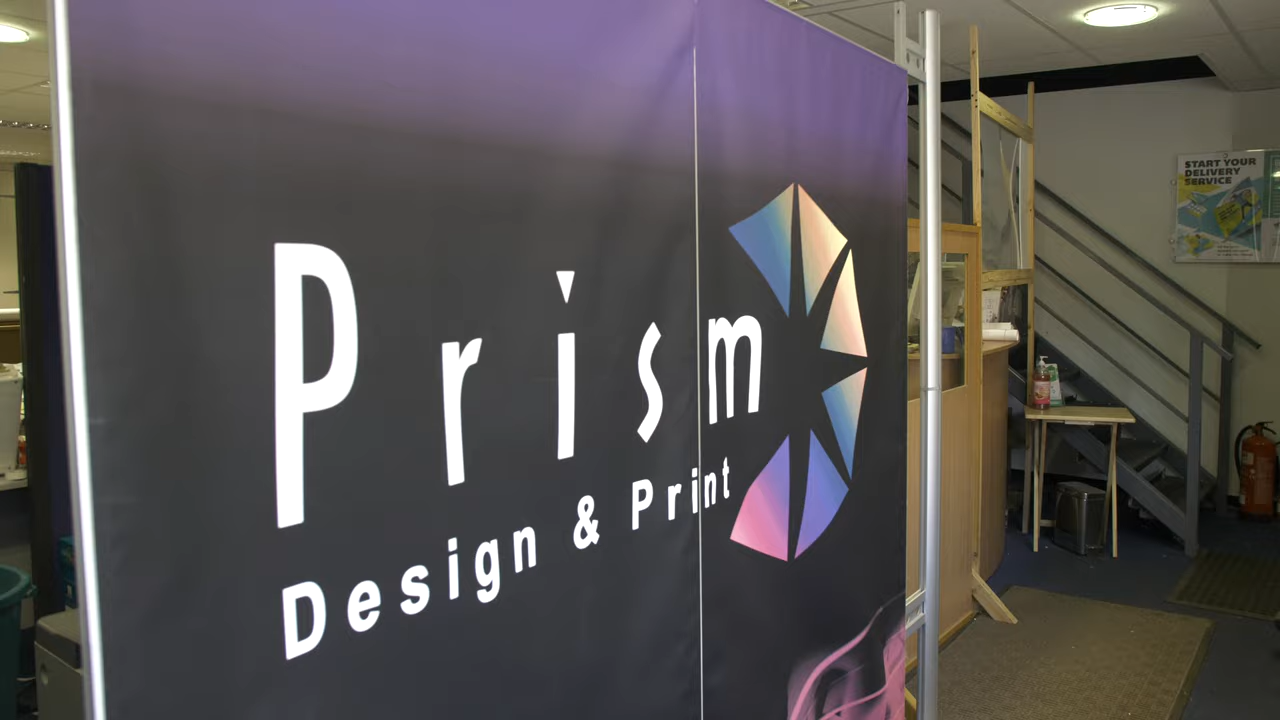 Prism
Design & Print
START YOUR
DELIVERY
SERVICE